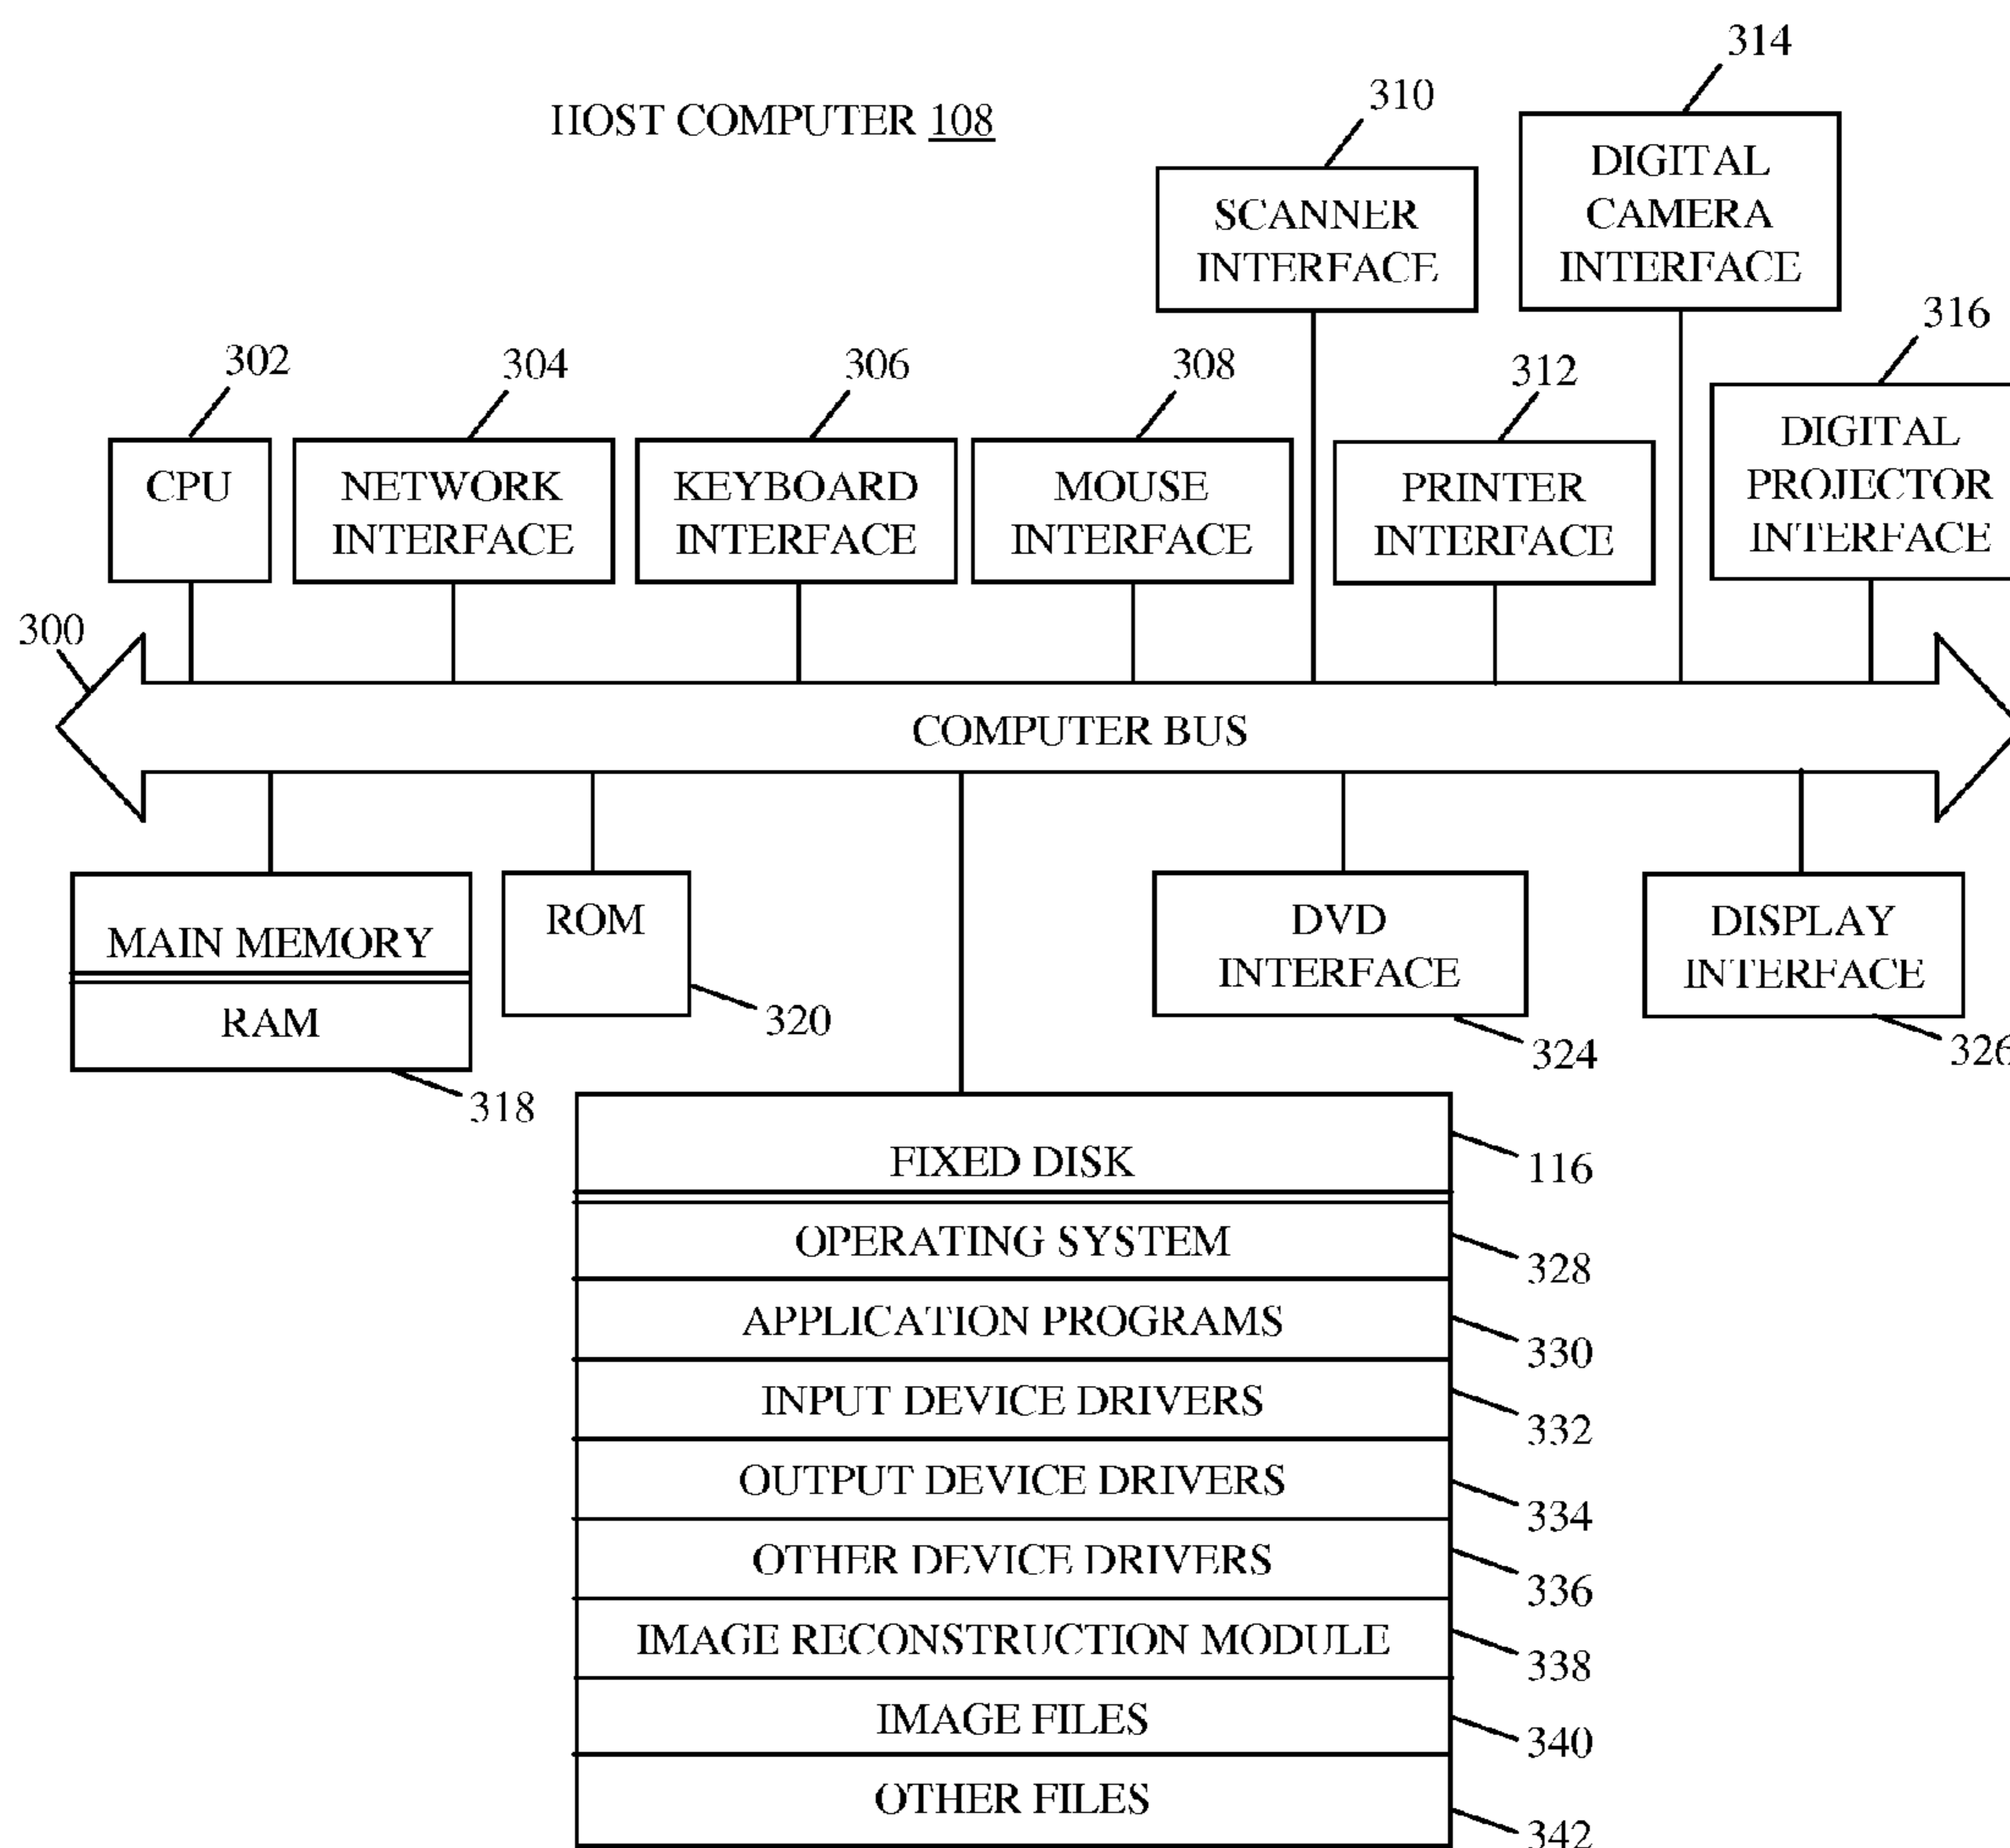 314
HOST COMPUTER 108
310
DIGITAL
CAMERA
INTERFACE
SCANNER
INTERFACE
316
302
304
306
308
312
DIGITAL
PROJECTOR
INTERFACE
CPU
NETWORK
INTERFACE
KEYBOARD
INTERFACE
MOUSE
INTERFACE
PRINTER
INTERFACE
300
COMPUTER BUS
MAIN MEMORY
RAM
318
ROM
320
DVD
INTERFACE
324
DISPLAY
INTERFACE
326
FIXED DISK
116
OPERATING SYSTEM
328
APPLICATION PROGRAMS
330
INPUT DEVICE DRIVERS
332
OUTPUT DEVICE DRIVERS
334
OTHER DEVICE DRIVERS
336
IMAGE RECONSTRUCTION MODULE
338
IMAGE FILES
340
OTHER FILES
342